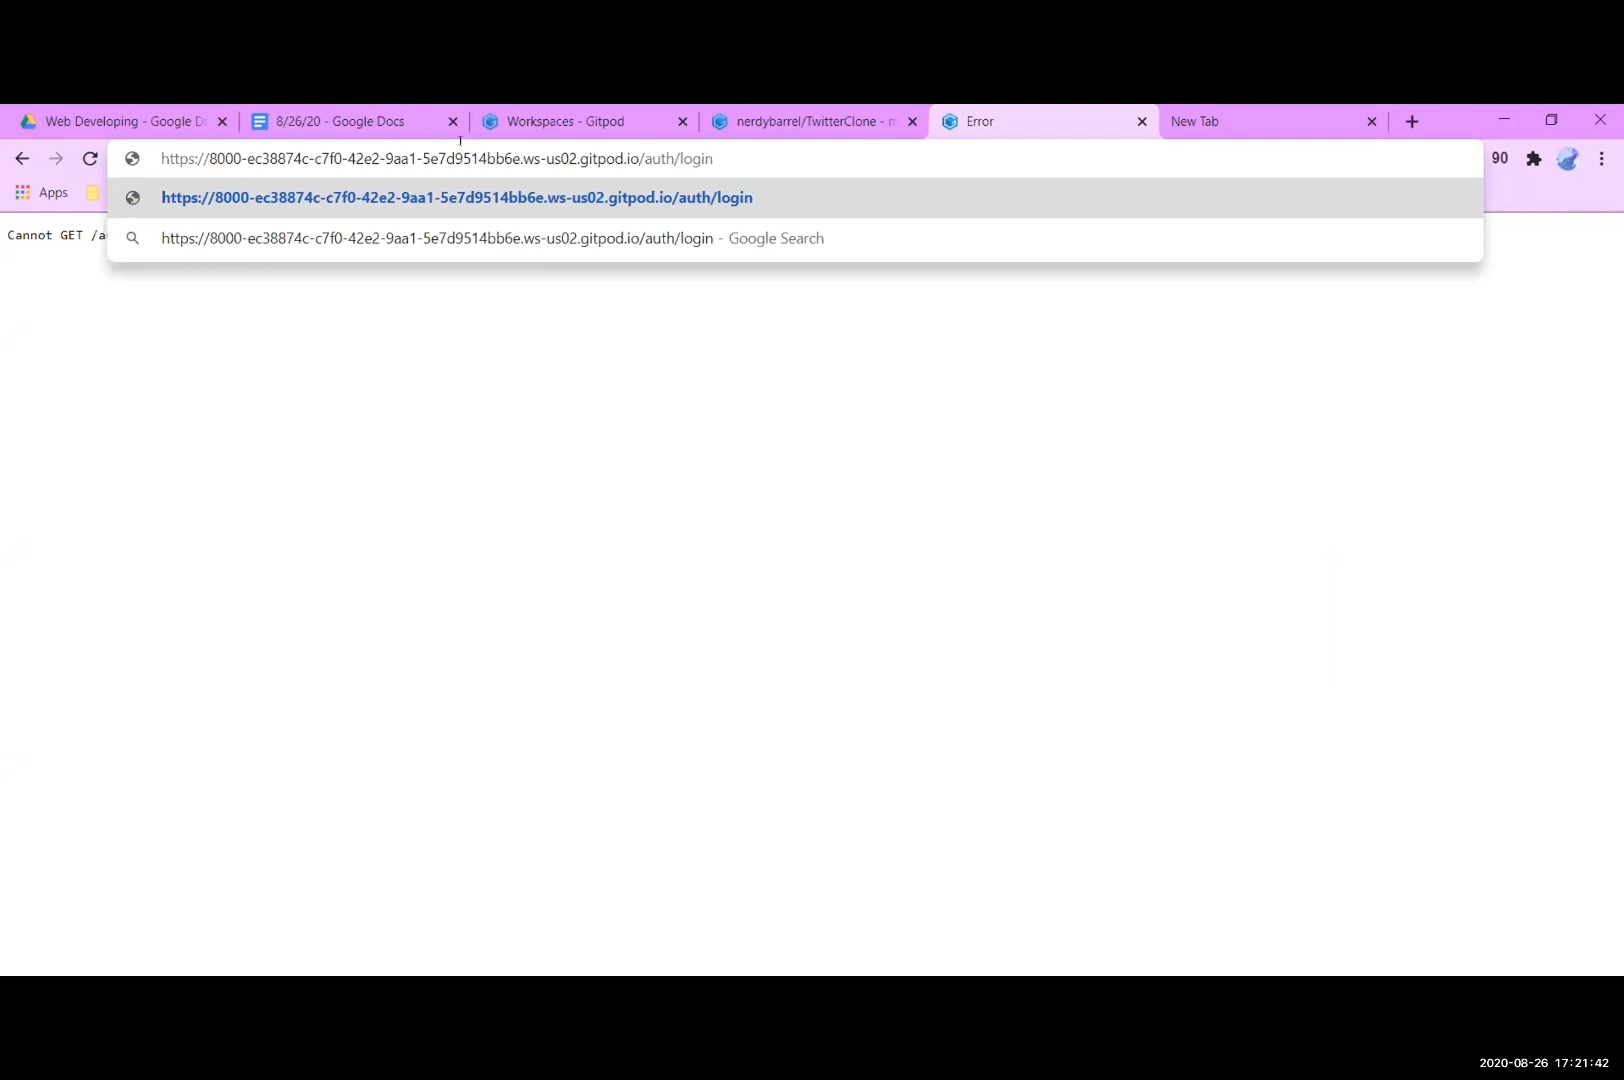 Web Developing - Google Dr
8/26/20 - Google Docs
Workspaces - Gitpod
nerdybarrel/TwitterClone - m
Error
New Tab
https://8000-ec38874c-c7f0-42e2-9aa1-5e7d9514bb6e.ws-us02.gitpod.io/auth/login
90
Apps
https://8000-ec38874c-c7f0-42e2-9aa1-5e7d9514bb6e.ws-us02.gitpod.io/auth/login
Cannot GET /a
https://8000-ec38874c-c7f0-42e2-9aa1-5e7d9514bb6e.ws-us02.gitpod.io/auth/login - Google Search
2020-08-26 17:21:42